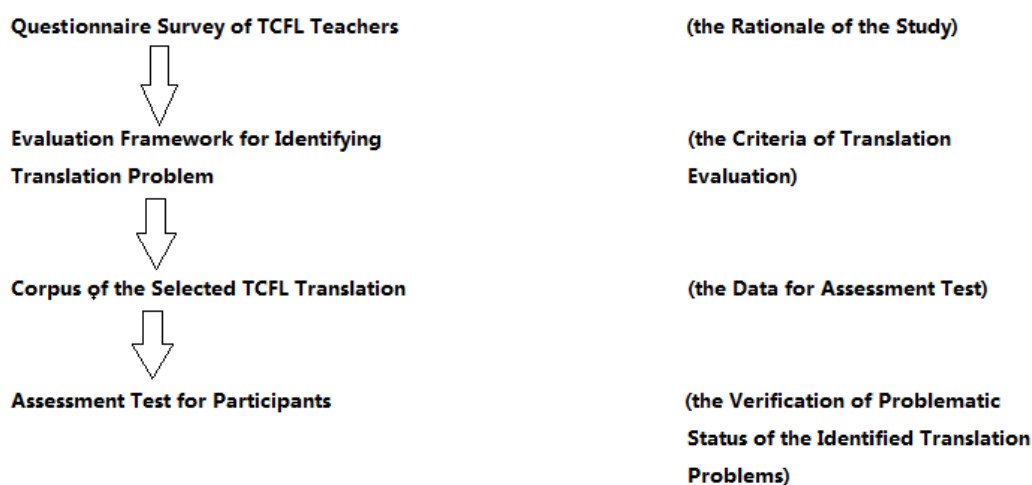 Questionnaire Survey of TCFL Teachers (the Rationale of the Study)
Evaluation Framework for Identifying (the Criteria of Translation
Translation Problem Evaluation)
Corpus of the Selected TCFL Translation (the Data for Assessment Test)
Assessment Test for Participants (the Verification of Problematic
Status of the Identified Translation
Problems)